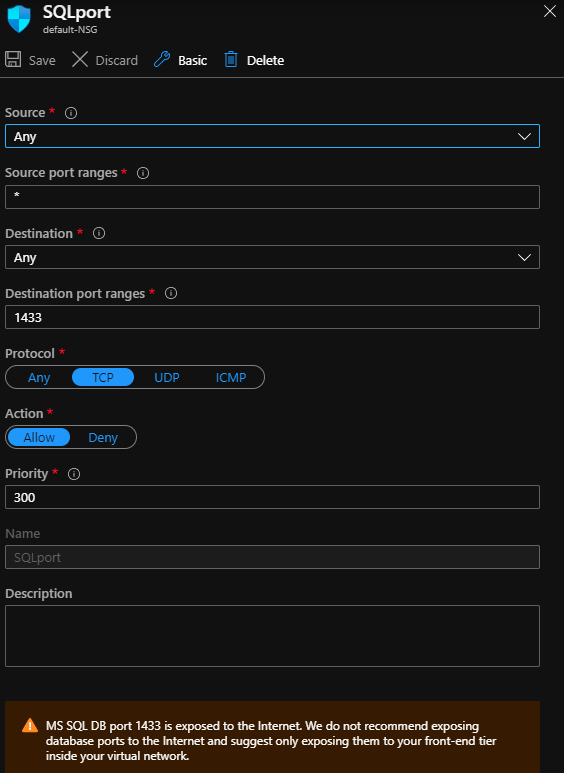 SQLport
default-NSG
Save Discard Basic Delete
Source *
Any
Source port ranges *
*
Destination *
Any
Destination port ranges *
1433
Protocol *
Any TCP UDP ICMP
Action *
Allow Deny
Priority *
300
Name
SQLport
Description
MS SQL DB port 1433 is exposed to the Internet. We do not recommend exposing
database ports to the Internet and suggest only exposing them to your front-end tier
inside your virtual network.